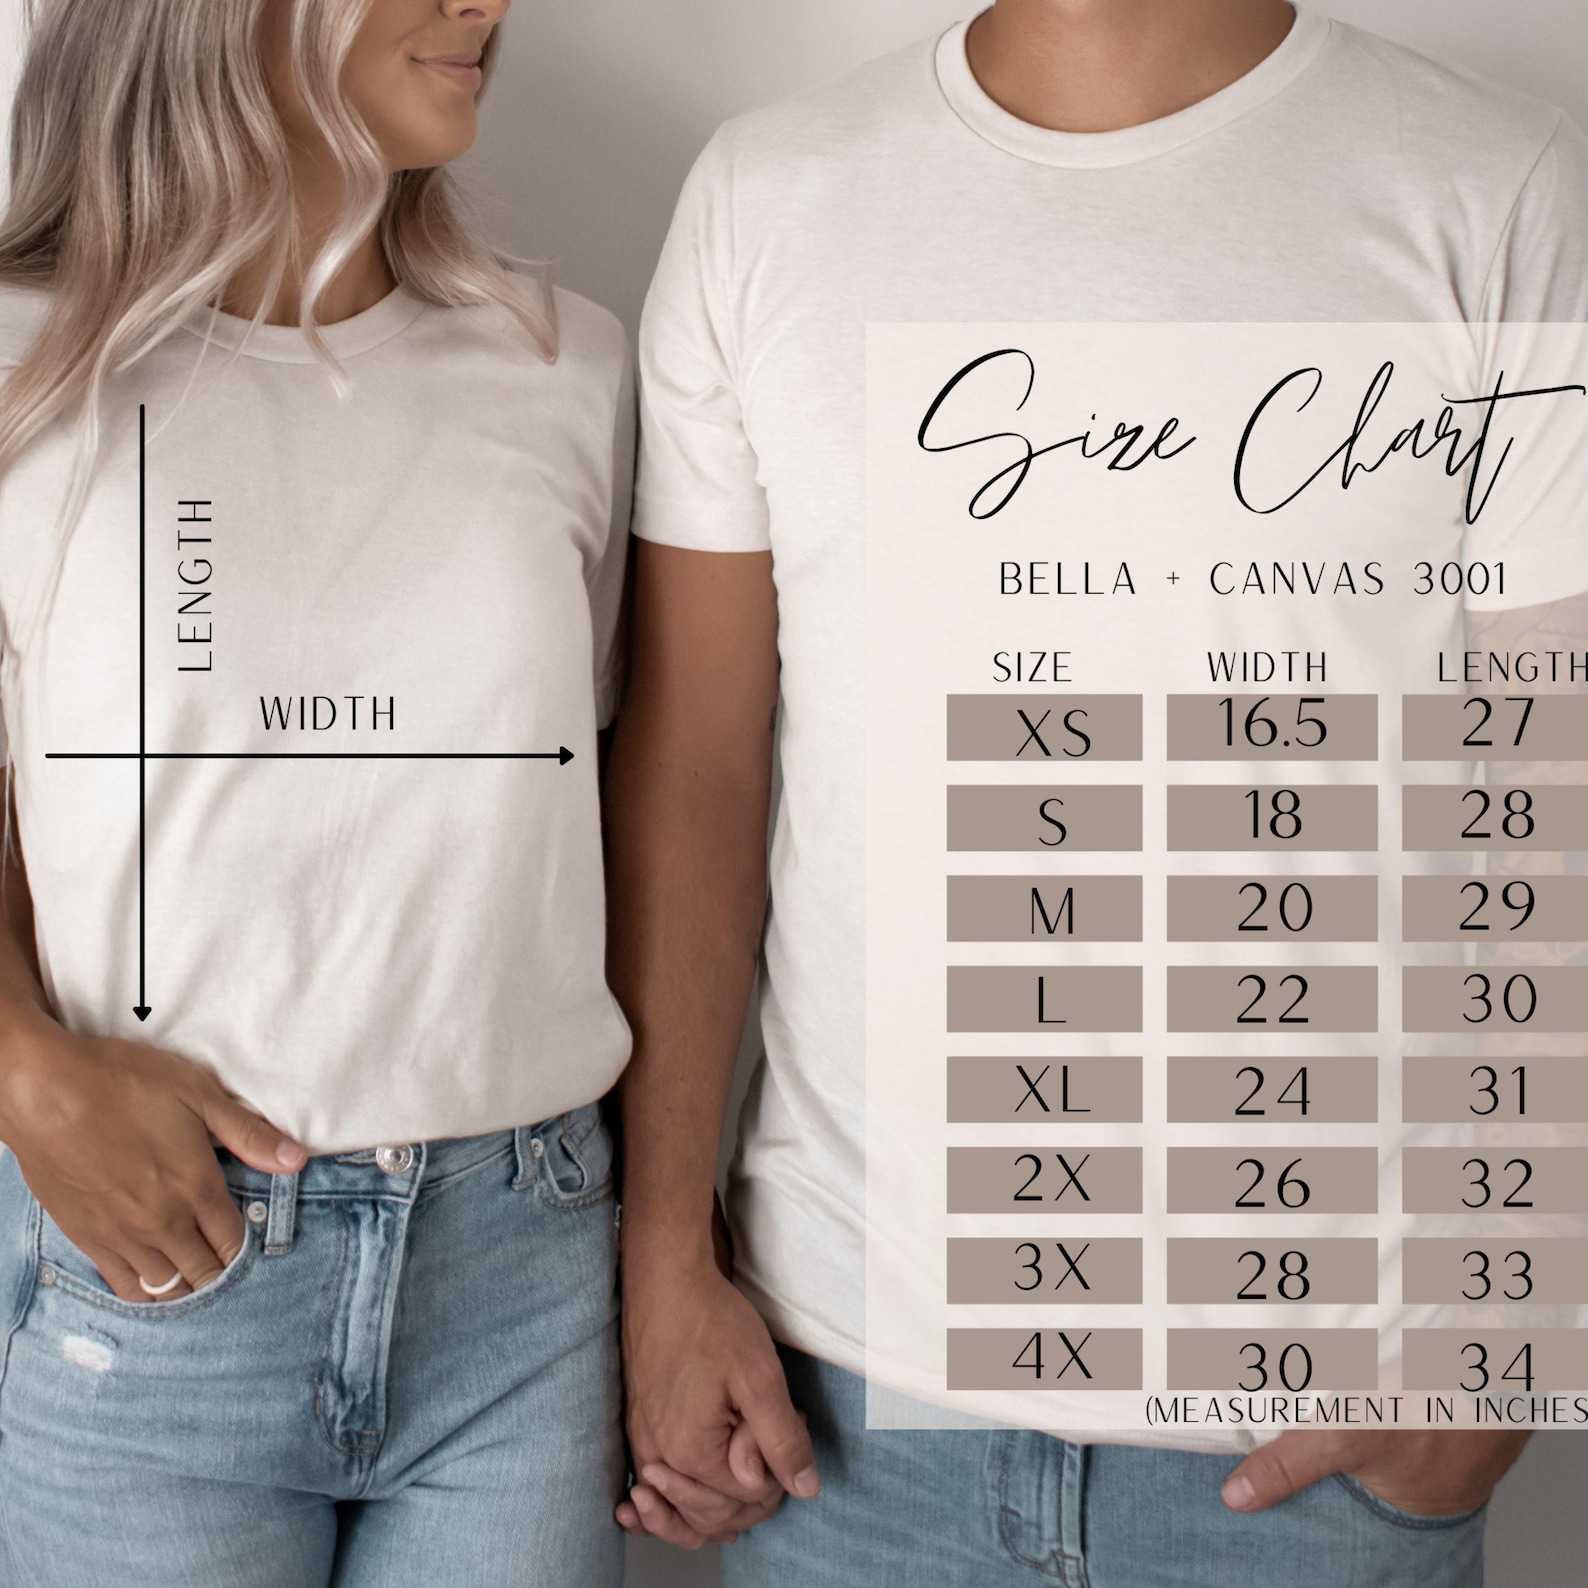 LENGTH
WIDTH
Size Chart
BELLA + CANVAS 3001
SIZE WIDTH LENGTH
XS 16.5 27
S 18 28
M 20 29
L 22 30
XL 24 31
2X 26 32
3X 28 33
4X 30 34
(MEASUREMENT IN INCHES